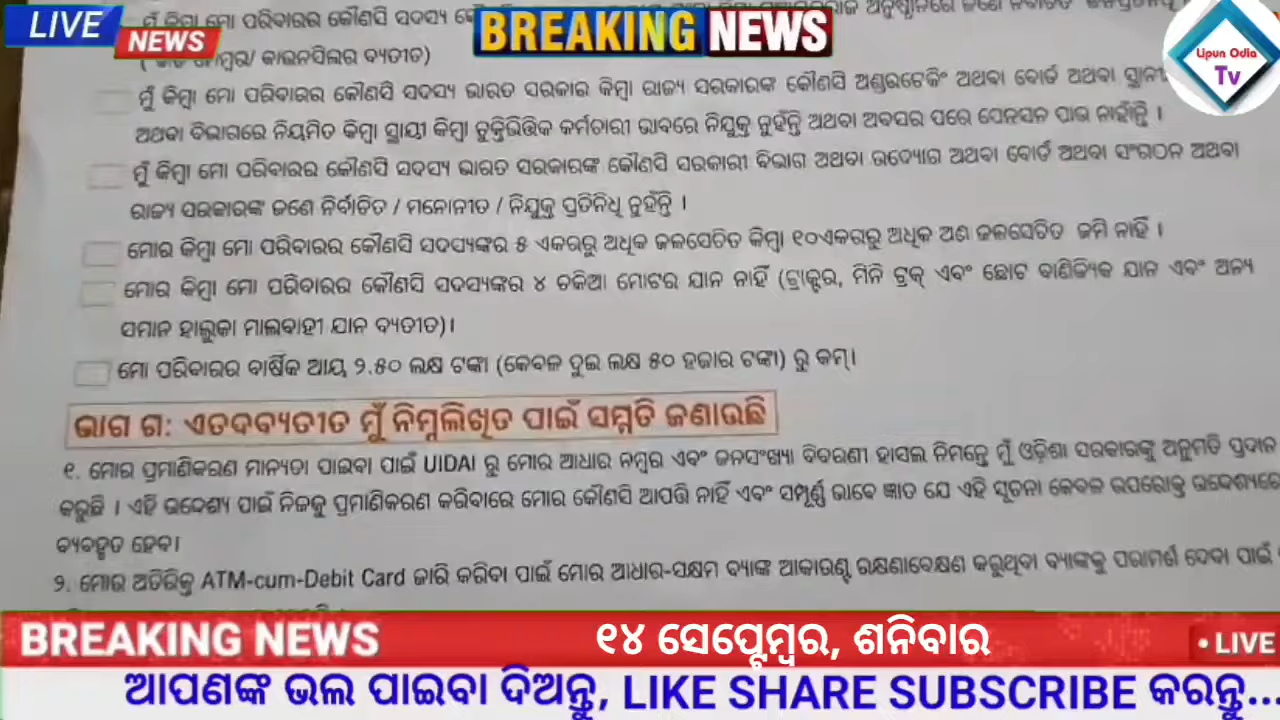 LIVE NEWS
BREAKING NEWS
Lipun Odia Tv
ମୁଁ କିମ୍ବା ମୋ ପରିବାରର କୌଣସି ସଦସ୍ୟ
କାଉନସିଲର ବ୍ୟତୀତ)
ମୁଁ କିମ୍ବା ମୋ ପରିବାରର କୌଣସି ସଦସ୍ୟ ଭାରତ ସରକାର କିମ୍ବା ରାଜ୍ୟ ସରକାରଙ୍କ କୌଣସି ଅଣ୍ଡରଟେକିଂ ଅଥବା ବୋର୍ଡ ଅଥବା
ଅଥବା ବିଭାଗରେ ନିୟମିତ କିମ୍ବା ସ୍ଥାୟୀ କିମ୍ବା ଚୁକ୍ତିଭିତ୍ତିକ କର୍ମଚାରୀ ଭାବରେ ନିଯୁକ୍ତ ନୁହଁନ୍ତି ଅଥବା ଅବସର ପରେ ପେନସନ ପାଉ ନାହାଁନ୍ତି ।
ମୁଁ କିମ୍ବା ମୋ ପରିବାରର କୌଣସି ସଦସ୍ୟ ଭାରତ ସରକାରଙ୍କ କୌଣସି ସରକାରୀ ବିଭାଗ ଅଥବା ଉଦ୍ୟୋଗ ଅଥବା ବୋର୍ଡ ଅଥବା ସଂଗଠନ ଅଥବା
ରାଜ୍ୟ ସରକାରଙ୍କ ଜଣେ ନିର୍ବାଚିତ / ମନୋନୀତ / ନିଯୁକ୍ତ ପ୍ରତିନିଧି ନୁହଁନ୍ତି ।
ମୋର କିମ୍ବା ମୋ ପରିବାରର କୌଣସି ସଦସ୍ୟଙ୍କର ୫ ଏକରରୁ ଅଧିକ ଜଳସେଚିତ କିମ୍ବା ୧୦ଏକରରୁ ଅଧିକ ଅଣ ଜଳସେଚିତ ଜମି ନାହିଁ ।
ମୋର କିମ୍ବା ମୋ ପରିବାରର କୌଣସି ସଦସ୍ୟଙ୍କର ୪ ଚକିଆ ମୋଟର ଯାନ ନାହିଁ (ଟ୍ରାକ୍ଟର, ମିନି ଟ୍ରକ୍ ଏବଂ ଛୋଟ ବାଣିଜ୍ୟିକ ଯାନ ଏବଂ ଅନ୍ୟ
ସମାନ ହାଲୁକା ମାଲବାହୀ ଯାନ ବ୍ୟତୀତ)।
ମୋ ପରିବାରର ବାର୍ଷିକ ଆୟ ୨.୫୦ ଲକ୍ଷ ଟଙ୍କା (କେବଳ ଦୁଇ ଲକ୍ଷ ୫୦ ହଜାର ଟଙ୍କା) ରୁ କମ୍।
ଭାଗ ଗ: ଏତଦବ୍ୟତୀତ ମୁଁ ନିମ୍ନଲିଖିତ ପାଇଁ ସମ୍ମତି ଜଣାଉଛି
୧. ମୋର ପ୍ରମାଣିକରଣ ମାନ୍ୟତା ପାଇବା ପାଇଁ UIDAI ରୁ ମୋର ଆଧାର ନମ୍ବର ଏବଂ ଜନସଂଖ୍ୟା ବିବରଣୀ ହାସଲ ନିମନ୍ତେ ମୁଁ ଓଡ଼ିଶା ସରକାରଙ୍କୁ ଅନୁମତି ପ୍ରଦାନ
କରୁଛି । ଏହି ଉଦ୍ଦେଶ୍ୟ ପାଇଁ ନିଜକୁ ପ୍ରମାଣିକରଣ କରିବାରେ ମୋର କୌଣସି ଆପତ୍ତି ନାହିଁ ଏବଂ ସମ୍ପୂର୍ଣ୍ଣ ଭାବେ ଜ୍ଞାତ ଯେ ଏହି ସୂଚନା କେବଳ ଉପରୋକ୍ତ ଉଦ୍ଦେଶ୍ୟରେ
ବ୍ୟବହୃତ ହେବ।
୨. ମୋର ଅତିରିକ୍ତ ATM-cum-Debit Card ଜାରି କରିବା ପାଇଁ ମୋର ଆଧାର-ସକ୍ଷମ ବ୍ୟାଙ୍କ ଆକାଉଣ୍ଟ ରକ୍ଷଣାବେକ୍ଷଣ କରୁଥିବା ବ୍ୟାଙ୍କକୁ ପରାମର୍ଶ ଦେବା ପାଇଁ
BREAKING NEWS ୧୪ ସେପ୍ଟେମ୍ବର, ଶନିବାର • LIVE
ଆପଣଙ୍କ ଭଲ ପାଇବା ଦିଅନ୍ତୁ, LIKE SHARE SUBSCRIBE କରନ୍ତୁ...